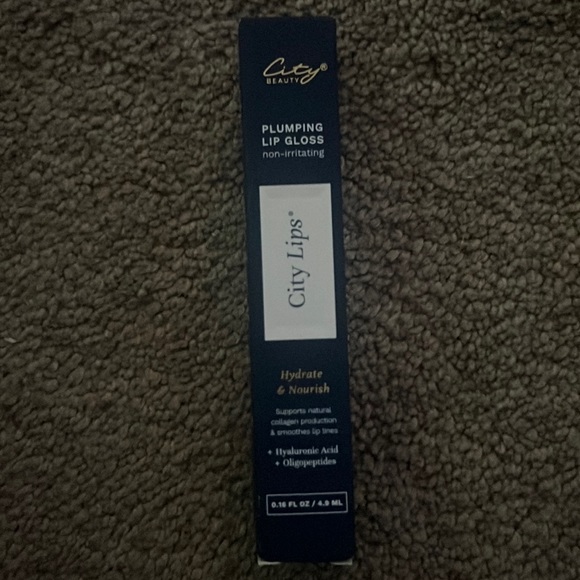 City®
BEAUTY
PLUMPING
LIP GLOSS
non-irritating
City Lips®
Hydrate
& Nourish
Supports natural
collagen production
& smoothes lip lines
+ Hyaluronic Acid
+ Oligopeptides
0.16 FL OZ / 4.9 ML